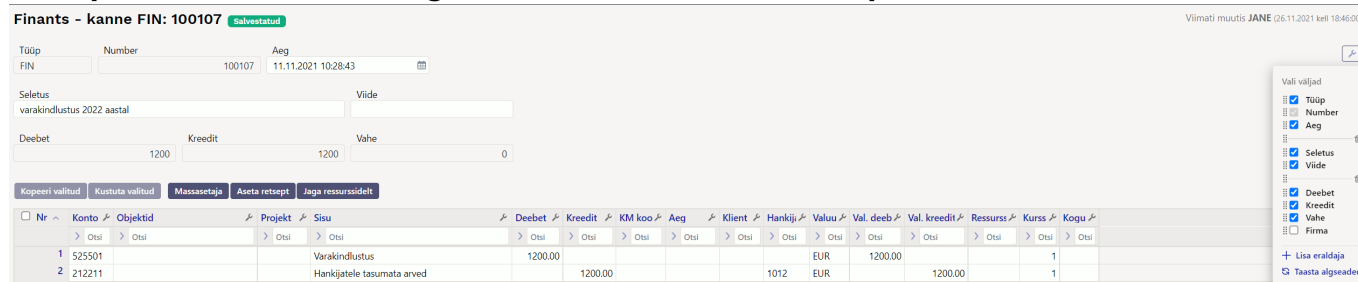 Finants - kanne FIN: 100107 Salvestatud
Viimati muutis JANE (26.11.2021 kell 18:46:00
Tüüp Number Aeg
FIN 100107 11.11.2021 10:28:43
Seletus Viide
varakindlustus 2022 aastal
Deebet Kreedit Vahe
1200 1200 0
Kopeeri valitud Kustuta valitud Massasetaja Aseta retsept Jaga ressurssidelt
Nr Konto Objektid Projekt Sisu Deebet Kreedit KM koo Aeg Klient Hankija Valuu Val. deeb Val. kreedit Ressurss Kurss Kogu
Otsi Otsi Otsi Otsi Otsi Otsi Otsi Otsi Otsi Otsi Otsi Otsi Otsi Otsi Otsi Otsi
1 525501 Varakindlustus 1200.00 EUR 1200.00 1
2 212211 Hankijatele tasumata arved 1200.00 1012 EUR 1200.00 1
Vali väljad
Tüüp
Number
Aeg
Seletus
Viide
Deebet
Kreedit
Vahe
Firma
+ Lisa eraldaja
Taasta algseade